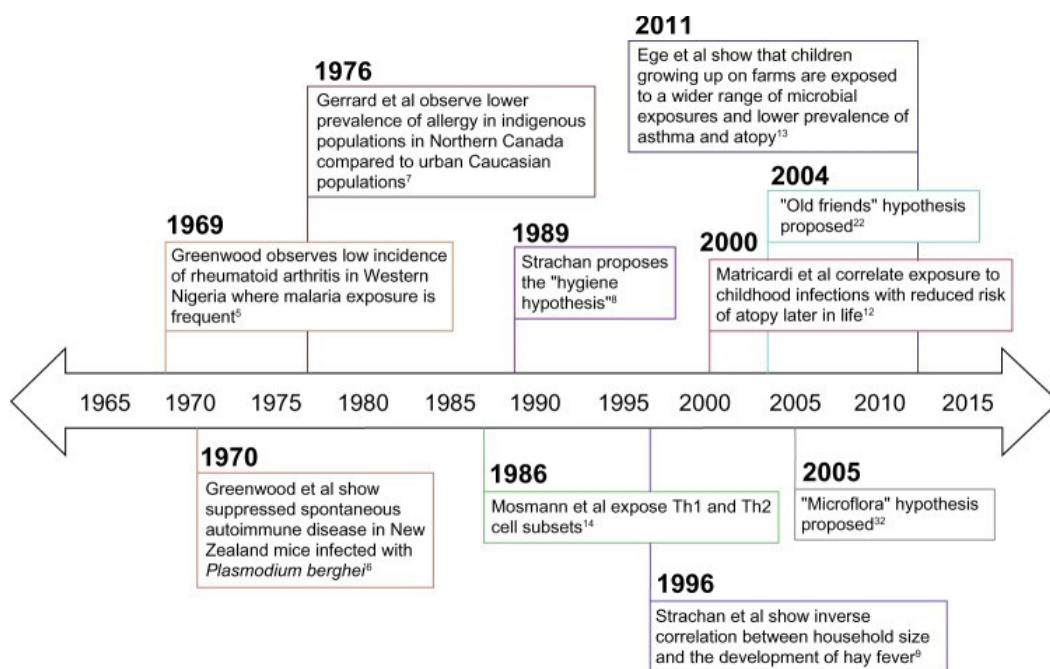 2011
Ege et al show that children
growing up on farms are exposed
to a wider range of microbial
exposures and lower prevalence of
asthma and atopy¹³
1976
Gerrard et al observe lower
prevalence of allergy in indigenous
populations in Northern Canada
compared to urban Caucasian
populations⁷
2004
"Old friends" hypothesis
proposed²²
1969
Greenwood observes low incidence
of rheumatoid arthritis in Western
Nigeria where malaria exposure is
frequent⁵
1989
Strachan proposes
the "hygiene
hypothesis"⁸
2000
Matricardi et al correlate exposure to
childhood infections with reduced risk
of atopy later in life¹²
1965 1970 1975 1980 1985 1990 1995 2000 2005 2010 2015
1970
Greenwood et al show
suppressed spontaneous
autoimmune disease in New
Zealand mice infected with
Plasmodium berghei⁶
1986
Mosmann et al expose Th1 and Th2
cell subsets¹⁴
2005
"Microflora" hypothesis
proposed³²
1996
Strachan et al show inverse
correlation between household size
and the development of hay fever⁹